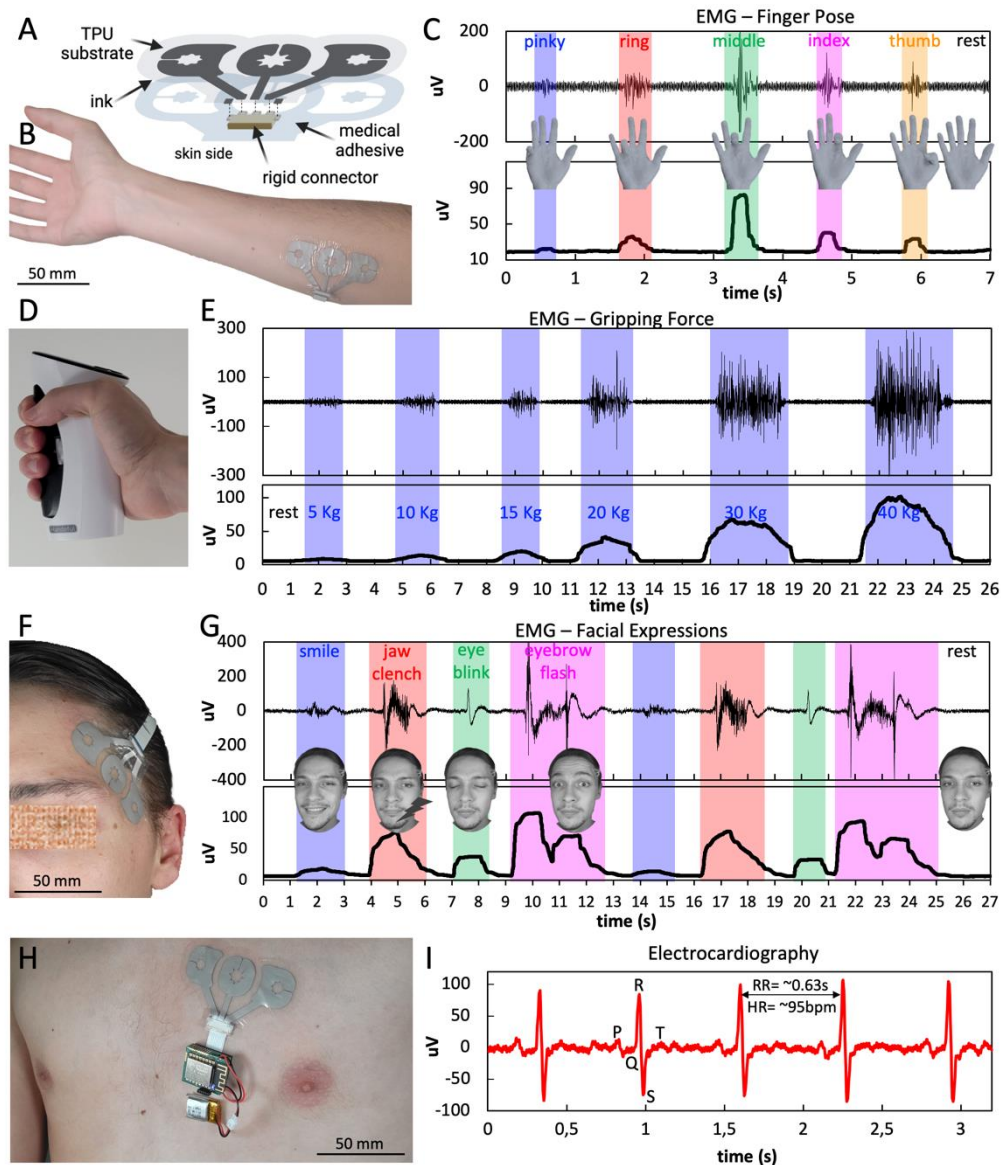 A
TPU
substrate
ink
medical
adhesive
skin side
rigid connector
B
50 mm
C
EMG – Finger Pose
pinky
ring
middle
index
thumb
rest
200
0
-200
uV
90
50
10
uV
0 1 2 3 4 5 6 7
time (s)
D
E
EMG – Gripping Force
300
100
-100
-300
uV
100
50
0
uV
rest
5 Kg
10 Kg
15 Kg
20 Kg
30 Kg
40 Kg
0 1 2 3 4 5 6 7 8 9 10 11 12 13 14 15 16 17 18 19 20 21 22 23 24 25 26
time (s)
F
50 mm
G
EMG – Facial Expressions
smile
jaw
clench
eye
blink
eyebrow
flash
rest
400
200
0
-200
-400
uV
100
50
0
uV
0 1 2 3 4 5 6 7 8 9 10 11 12 13 14 15 16 17 18 19 20 21 22 23 24 25 26 27
time (s)
H
50 mm
I
Electrocardiography
RR= ~0.63s
HR= ~95bpm
R
P
T
Q
S
100
50
0
-50
-100
uV
0 0,5 1 1,5 2 2,5 3
time (s)